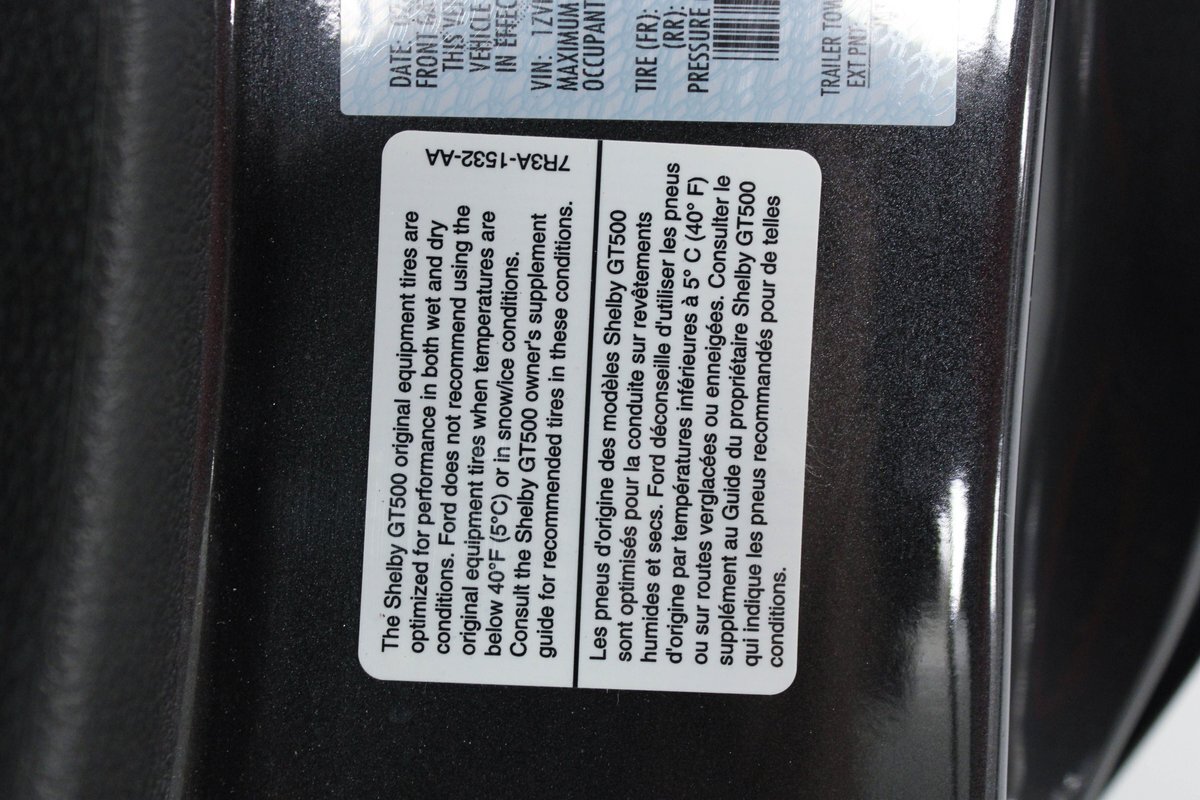 DATE:
FRONT
THIS
VEHICLE
IN EFFEC
VIN: 1ZV
MAXIMUM
OCCUPANT
TIRE (FR):
(RR):
PRESSURE
TRAILER TOW
EXT PNT
7R3A-1532-AA
The Shelby GT500 original equipment tires are
optimized for performance in both wet and dry
conditions. Ford does not recommend using the
original equipment tires when temperatures are
below 40°F (5°C) or in snow/ice conditions.
Consult the Shelby GT500 owner's supplement
guide for recommended tires in these conditions.
Les pneus d'origine des modèles Shelby GT500
sont optimisés pour la conduite sur revêtements
humides et secs. Ford déconseille d'utiliser les pneus
d'origine par températures inférieures à 5° C (40° F)
ou sur routes verglacées ou enneigées. Consulter le
supplément au Guide du propriétaire Shelby GT500
qui indique les pneus recommandés pour de telles
conditions.